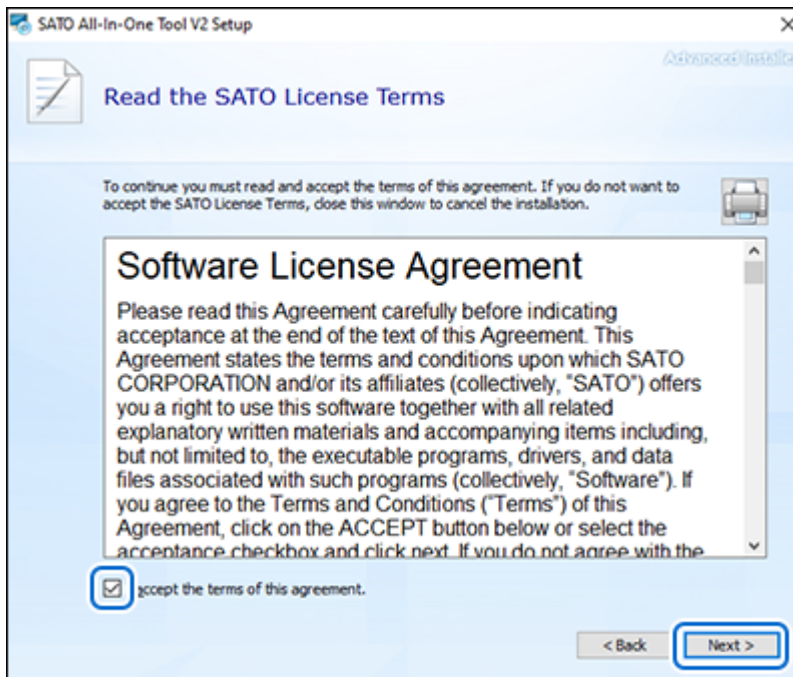 SATO All-In-One Tool V2 Setup
Advanced Installer
Read the SATO License Terms
To continue you must read and accept the terms of this agreement. If you do not want to
accept the SATO License Terms, close this window to cancel the installation.
Software License Agreement
Please read this Agreement carefully before indicating
acceptance at the end of the text of this Agreement. This
Agreement states the terms and conditions upon which SATO
CORPORATION and/or its affiliates (collectively, "SATO") offers
you a right to use this software together with all related
explanatory written materials and accompanying items including,
but not limited to, the executable programs, drivers, and data
files associated with such programs (collectively, "Software"). If
you agree to the Terms and Conditions ("Terms") of this
Agreement, click on the ACCEPT button below or select the
acceptance checkbox and click next. If you do not agree with the
accept the terms of this agreement.
< Back
Next >